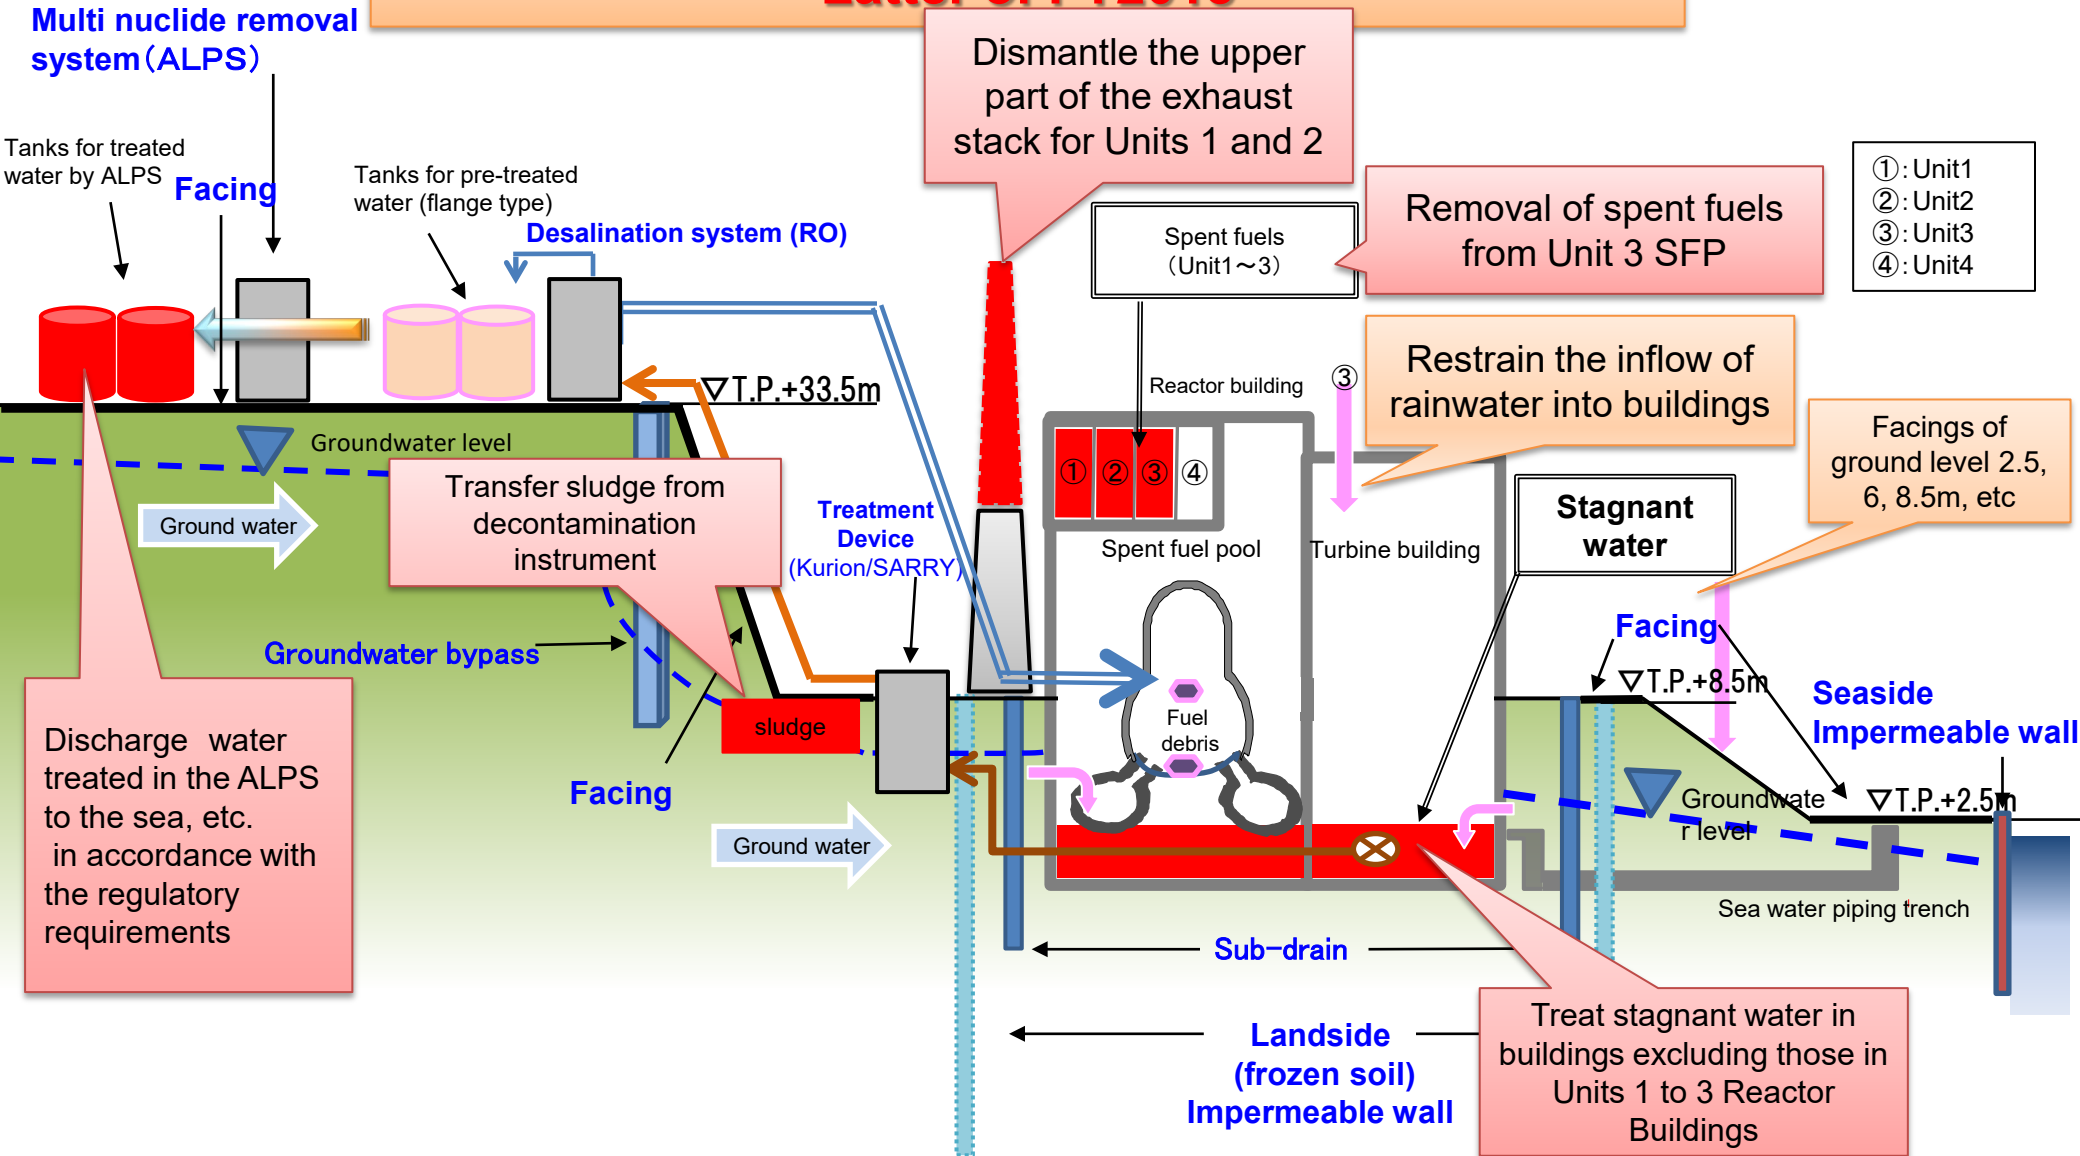 Multi nuclide removal
system（ALPS）
Dismantle the upper
part of the exhaust
stack for Units 1 and 2
Tanks for treated
water by ALPS
Facing
Tanks for pre-treated
water (flange type)
Desalination system (RO)
Spent fuels
（Unit1～3）
Removal of spent fuels
from Unit 3 SFP
①：Unit1
②：Unit2
③：Unit3
④：Unit4
▽T.P.+33.5m
Reactor building
③
Restrain the inflow of
rainwater into buildings
Facings of
ground level 2.5,
6, 8.5m, etc
Groundwater level
Ground water
Transfer sludge from
decontamination
instrument
Treatment
Device
(Kurion/SARRY)
① ② ③ ④
Spent fuel pool
Turbine building
Stagnant
water
Groundwater bypass
Facing
▽T.P.+8.5m
Seaside
Impermeable wall
sludge
Fuel
debris
Facing
Discharge water
treated in the ALPS
to the sea, etc.
in accordance with
the regulatory
requirements
Ground water
Groundwate
r level
▽T.P.+2.5m
Sea water piping trench
Sub-drain
Landside
(frozen soil)
Impermeable wall
Treat stagnant water in
buildings excluding those in
Units 1 to 3 Reactor
Buildings